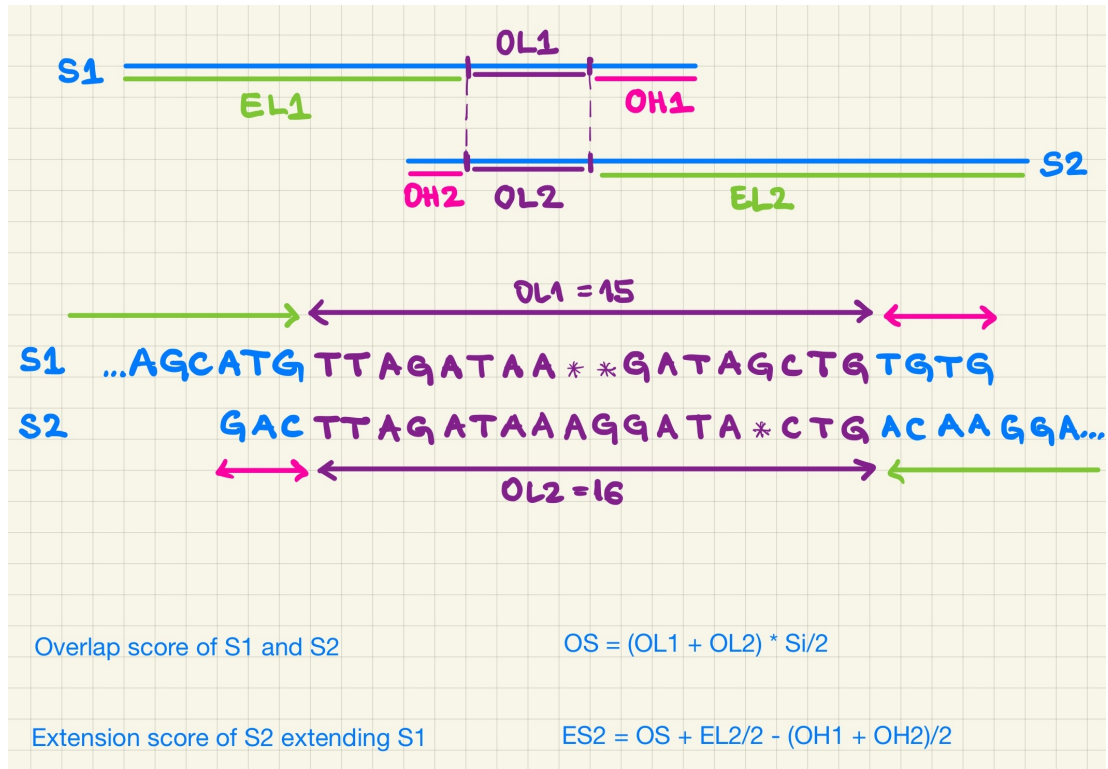 OL1
S1
EL1
OH1
S2
OH2
OL2
EL2
OL1 = 15
S1 ...AGCATG TTAGATAA**GATAGCTG TGTG
S2 GAC TTAGATAAAGGATA*CTG ACAAGGA...
OL2 = 16
Overlap score of S1 and S2
OS = (OL1 + OL2) * Si/2
Extension score of S2 extending S1
ES2 = OS + EL2/2 - (OH1 + OH2)/2